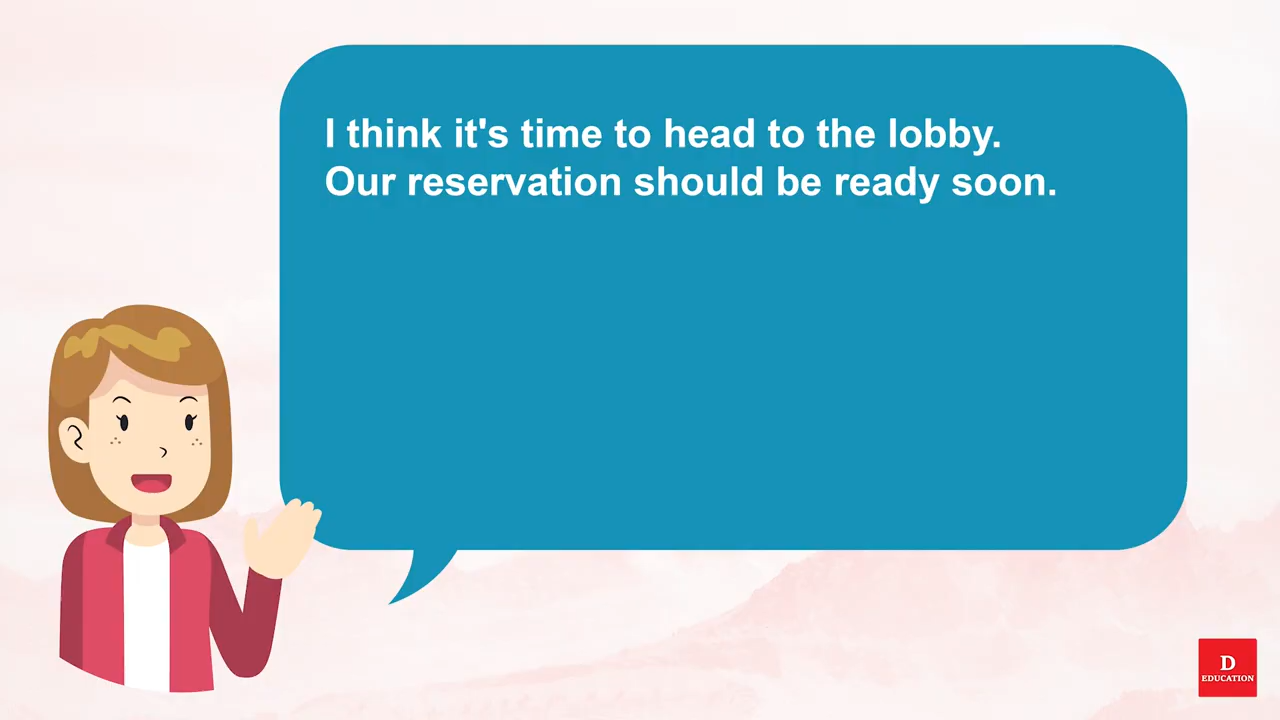 I think it's time to head to the lobby.
Our reservation should be ready soon.
D
EDUCATION